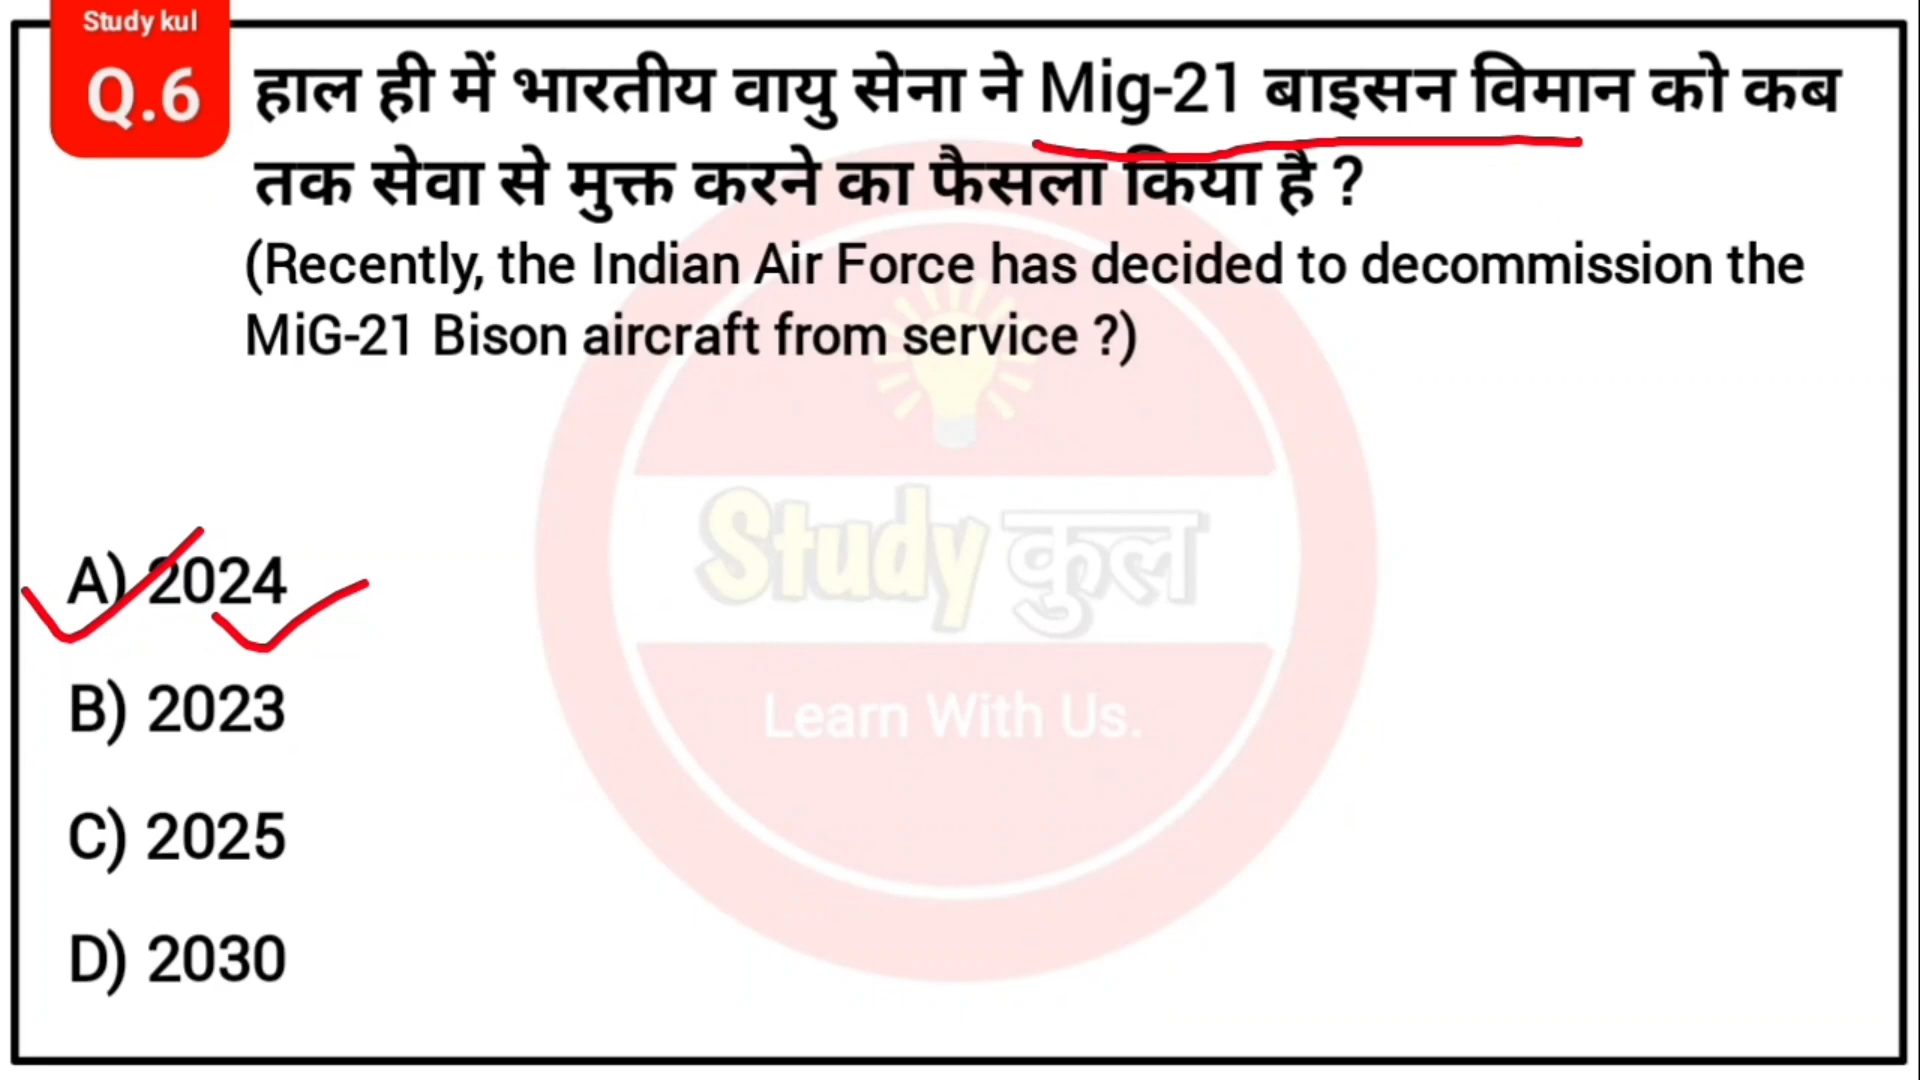 Study kul
Q.6
हाल ही में भारतीय वायु सेना ने Mig-21 बाइसन विमान को कब
तक सेवा से मुक्त करने का फैसला किया है ?
(Recently, the Indian Air Force has decided to decommission the
MiG-21 Bison aircraft from service ?)
A) 2024
B) 2023
C) 2025
D) 2030
Study कुल
Learn With Us.